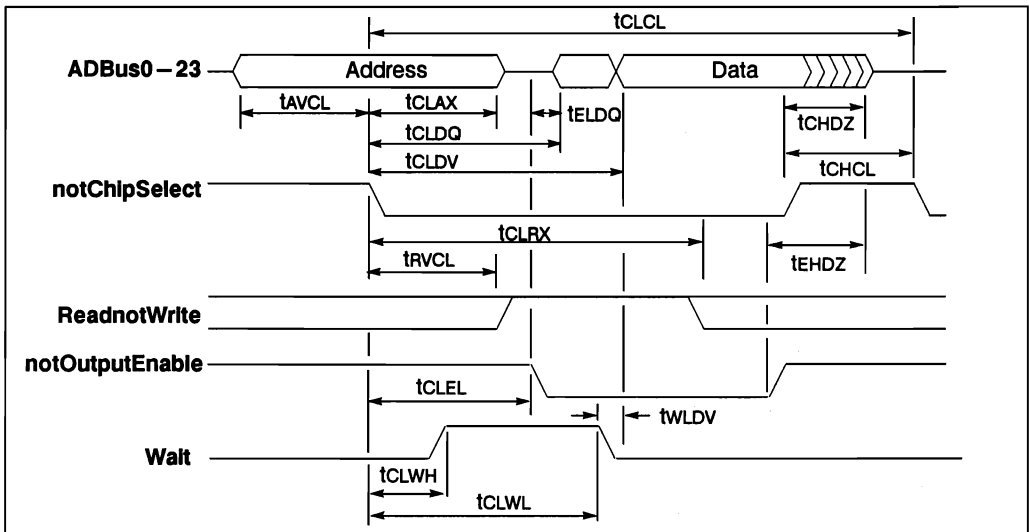 tCLCL
ADBus0–23
Address
Data
tAVCL
tCLAX
tELDQ
tCHDZ
tCLDQ
tCLDV
tCHCL
notChipSelect
tCLRX
tRVCL
tEHDZ
ReadnotWrite
notOutputEnable
tCLEL
tWLDV
Wait
tCLWH
tCLWL